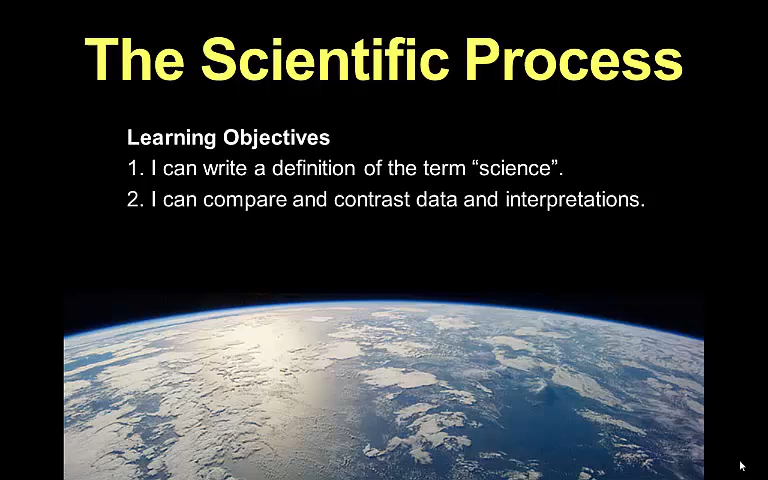 The Scientific Process
Learning Objectives
1. I can write a definition of the term “science”.
2. I can compare and contrast data and interpretations.